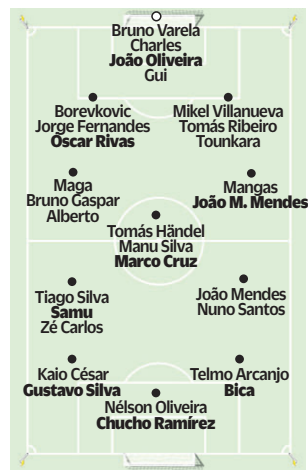 Bruno Varela
Charles
João Oliveira
Gui
Borevkovic
Jorge Fernandes
Óscar Rivas
Mikel Villanueva
Tomás Ribeiro
Tounkara
Maga
Bruno Gaspar
Alberto
Mangas
João M. Mendes
Tomás Händel
Manu Silva
Marco Cruz
Tiago Silva
Samu
Zé Carlos
João Mendes
Nuno Santos
Kaio César
Gustavo Silva
Telmo Arcanjo
Bica
Nélson Oliveira
Chucho Ramírez